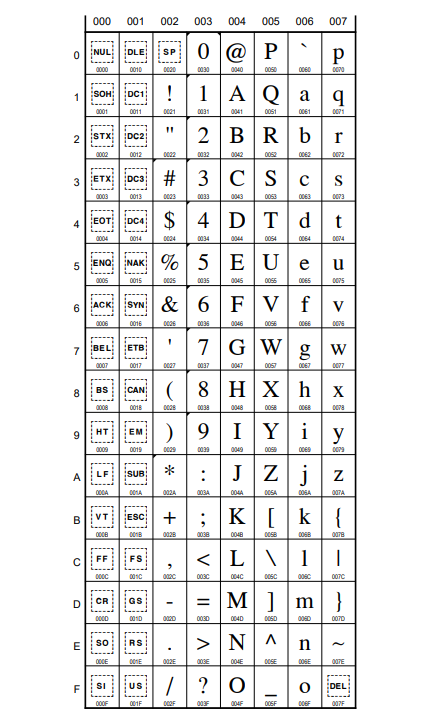 000 001 002 003 004 005 006 007
0 NUL DLE SP 0 @ P ` p
0000 0010 0020 0030 0040 0050 0060 0070
1 SOH DC1 ! 1 A Q a q
0001 0011 0021 0031 0041 0051 0061 0071
2 STX DC2 " 2 B R b r
0002 0012 0022 0032 0042 0052 0062 0072
3 ETX DC3 # 3 C S c s
0003 0013 0023 0033 0043 0053 0063 0073
4 EOT DC4 $ 4 D T d t
0004 0014 0024 0034 0044 0054 0064 0074
5 ENQ NAK % 5 E U e u
0005 0015 0025 0035 0045 0055 0065 0075
6 ACK SYN & 6 F V f v
0006 0016 0026 0036 0046 0056 0066 0076
7 BEL ETB ' 7 G W g w
0007 0017 0027 0037 0047 0057 0067 0077
8 BS CAN ( 8 H X h x
0008 0018 0028 0038 0048 0058 0068 0078
9 HT EM ) 9 I Y i y
0009 0019 0029 0039 0049 0059 0069 0079
A LF SUB * : J Z j z
000A 001A 002A 003A 004A 005A 006A 007A
B VT ESC + ; K [ k {
000B 001B 002B 003B 004B 005B 006B 007B
C FF FS , < L \ l |
000C 001C 002C 003C 004C 005C 006C 007C
D CR GS - = M ] m }
000D 001D 002D 003D 004D 005D 006D 007D
E SO RS . > N ^ n ~
000E 001E 002E 003E 004E 005E 006E 007E
F SI US / ? O _ o DEL
000F 001F 002F 003F 004F 005F 006F 007F